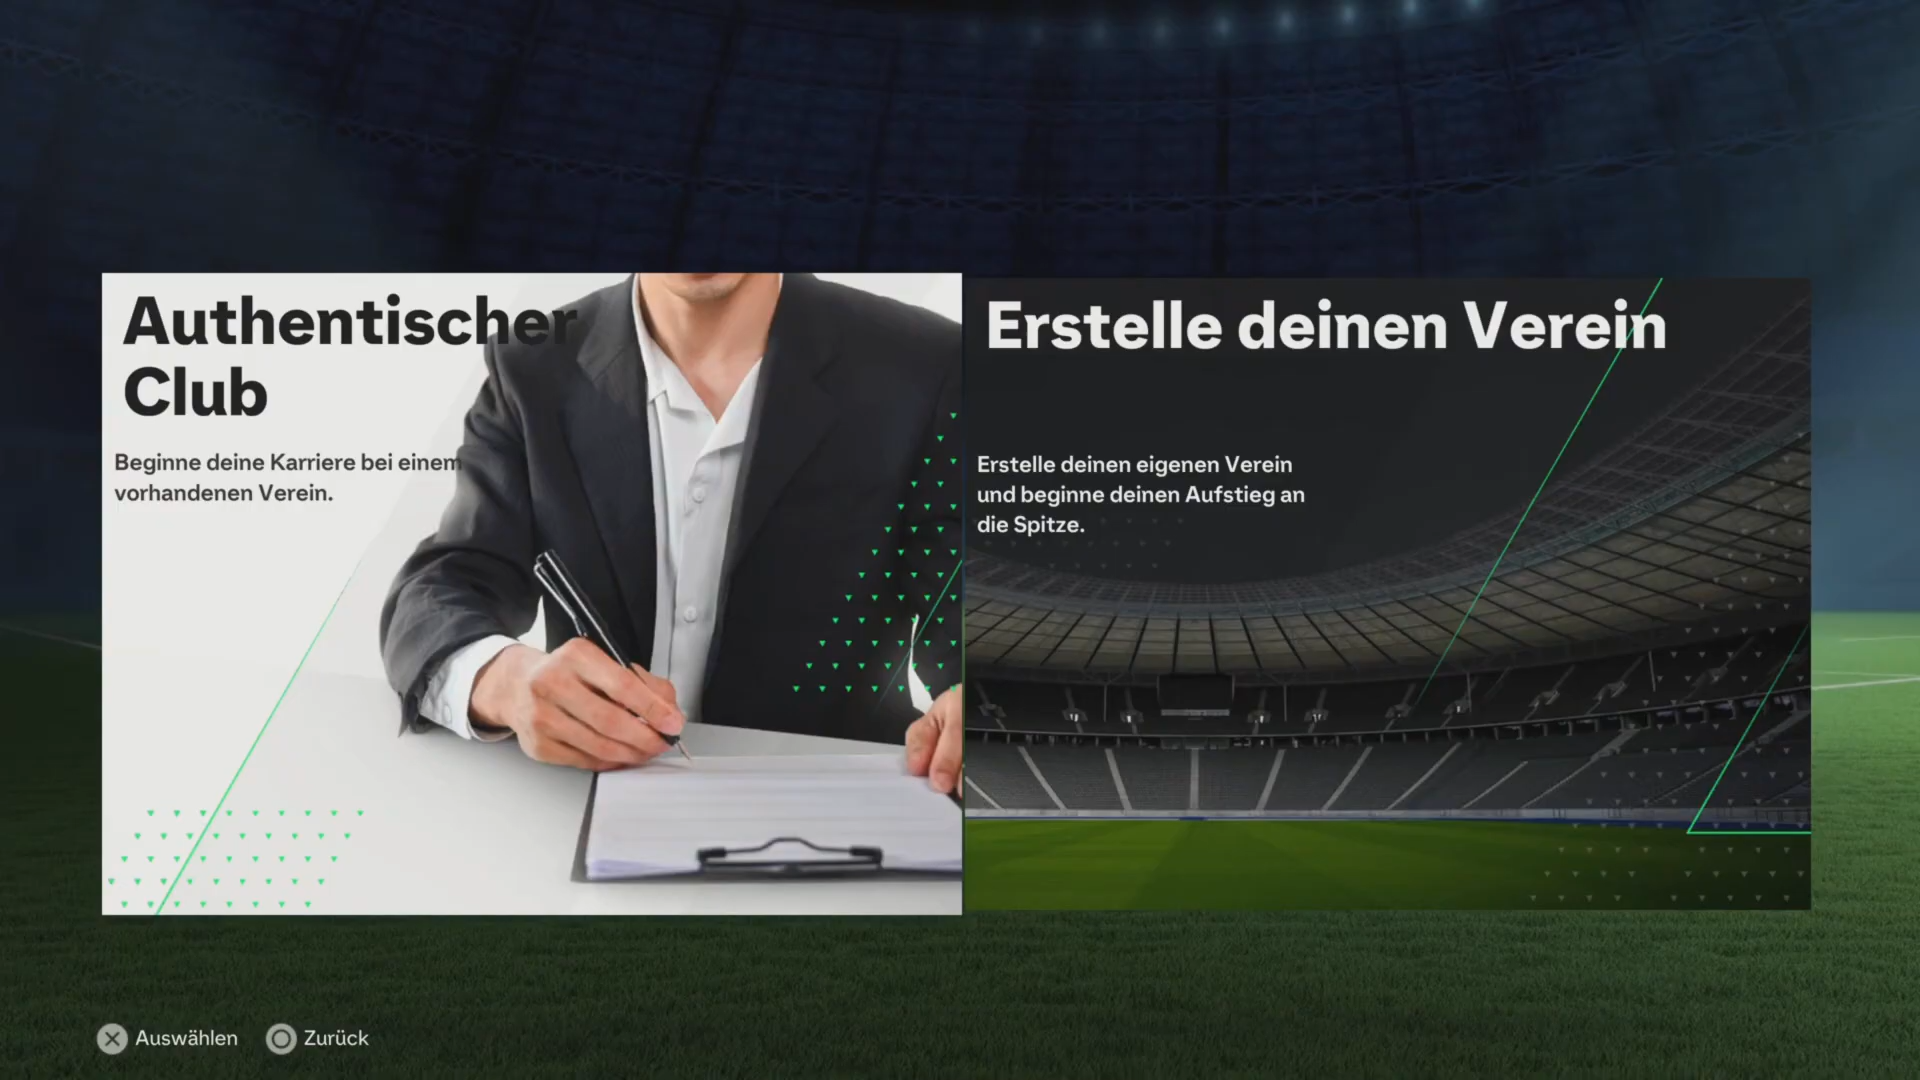 Authentischer
Club
Beginne deine Karriere bei einem
vorhandenen Verein.
Erstelle deinen Verein
Erstelle deinen eigenen Verein
und beginne deinen Aufstieg an
die Spitze.
Auswählen
Zurück